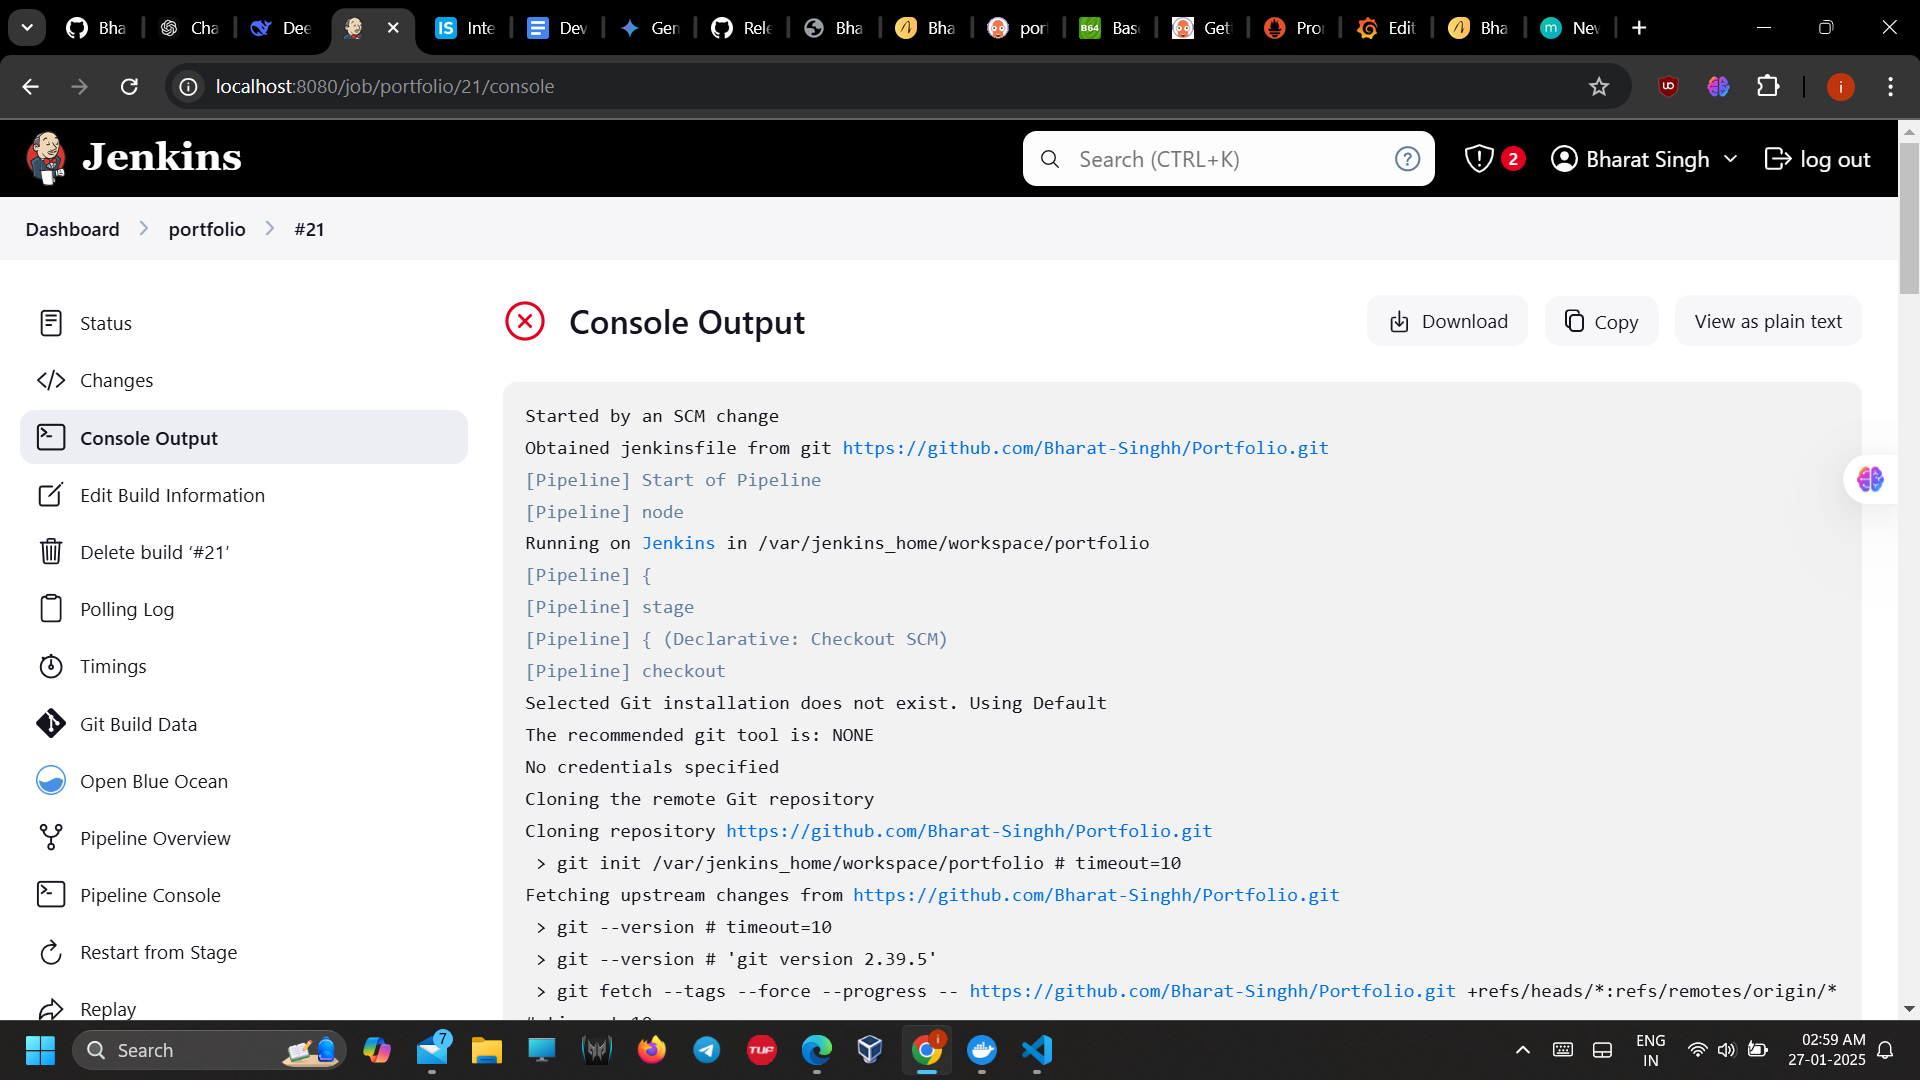 Bha
Cha
Dee
Inte
Dev
Gen
Rele
Bha
Bha
port
Base
Gett
Pro
Edit
Bha
New
localhost:8080/job/portfolio/21/console
Jenkins
Search (CTRL+K)
2
Bharat Singh
log out
Dashboard
portfolio
#21
Status
Changes
Console Output
Edit Build Information
Delete build ‘#21’
Polling Log
Timings
Git Build Data
Open Blue Ocean
Pipeline Overview
Pipeline Console
Restart from Stage
Replay
Console Output
Download
Copy
View as plain text
Started by an SCM change
Obtained jenkinsfile from git https://github.com/Bharat-Singhh/Portfolio.git
[Pipeline] Start of Pipeline
[Pipeline] node
Running on Jenkins in /var/jenkins_home/workspace/portfolio
[Pipeline] {
[Pipeline] stage
[Pipeline] { (Declarative: Checkout SCM)
[Pipeline] checkout
Selected Git installation does not exist. Using Default
The recommended git tool is: NONE
No credentials specified
Cloning the remote Git repository
Cloning repository https://github.com/Bharat-Singhh/Portfolio.git
> git init /var/jenkins_home/workspace/portfolio # timeout=10
Fetching upstream changes from https://github.com/Bharat-Singhh/Portfolio.git
> git --version # timeout=10
> git --version # 'git version 2.39.5'
> git fetch --tags --force --progress -- https://github.com/Bharat-Singhh/Portfolio.git +refs/heads/*:refs/remotes/origin/*
# timeout=10
Search
7
TUF
ENG
IN
02:59 AM
27-01-2025